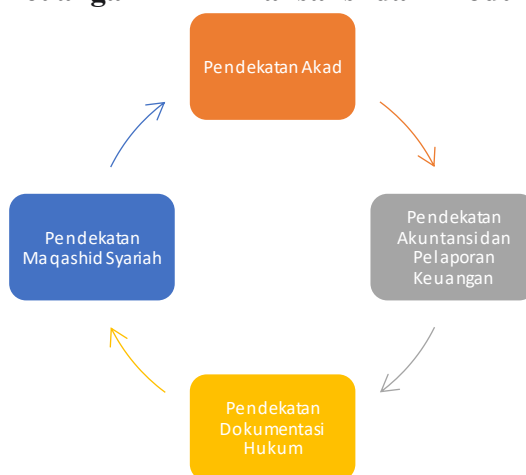 Pendekatan Akad
Pendekatan
Maqashid Syariah
Pendekatan
Akuntansi dan
Pelaporan
Keuangan
Pendekatan
Dokumentasi
Hukum